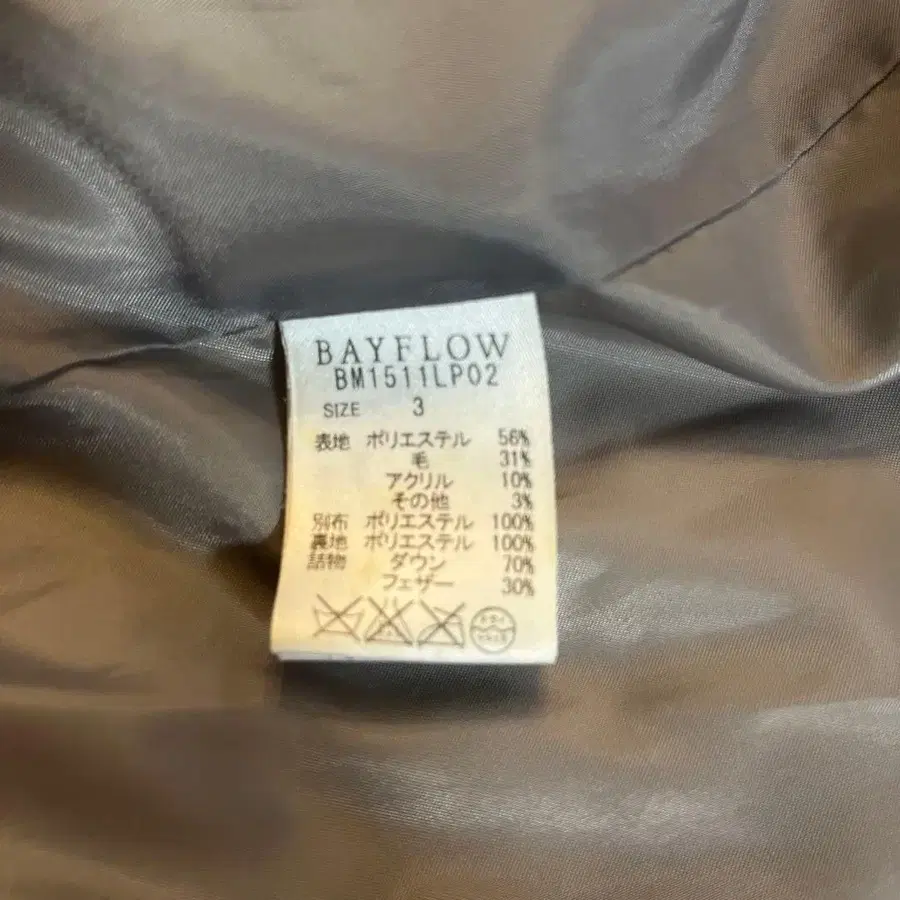 BAYFLOW
BM1511LP02
SIZE 3
表地 ポリエステル 56%
毛 31%
アクリル 10%
その他 3%
別布 ポリエステル 100%
裏地 ポリエステル 100%
詰物 ダウン 70%
フェザー 30%